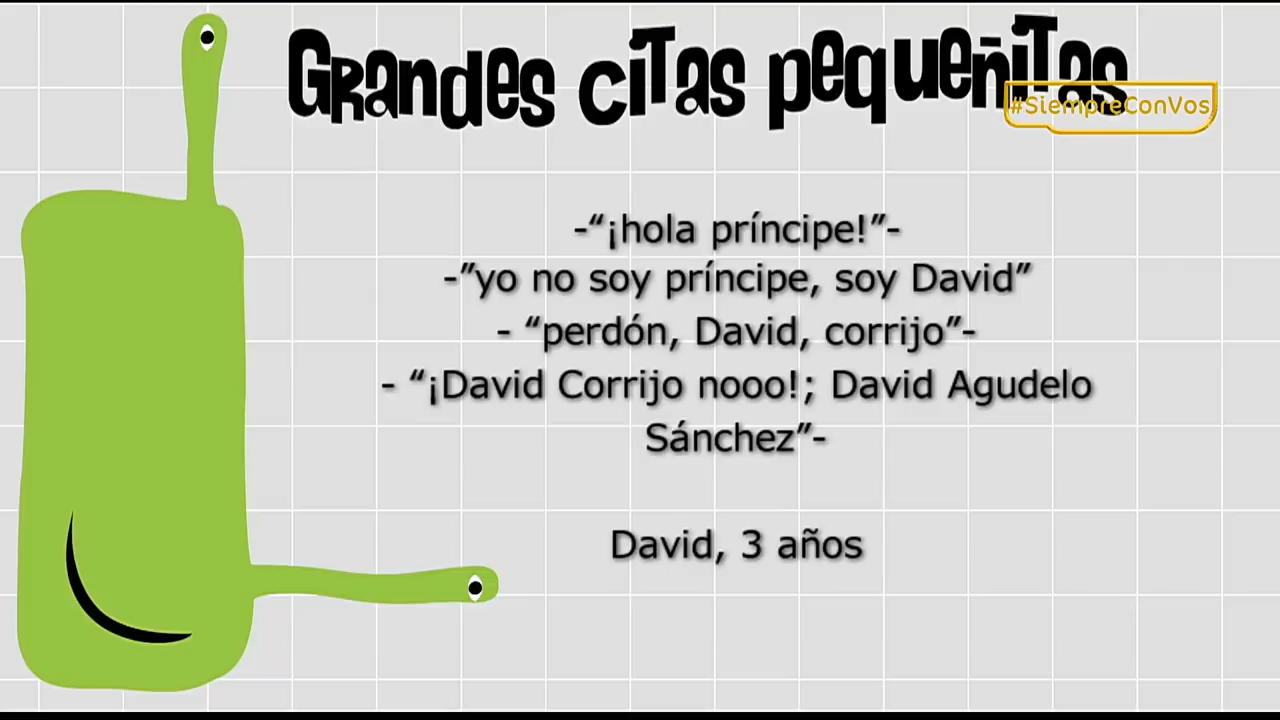 Grandes citas pequeñitas
#SiempreConVos
-“¡hola príncipe!”-
-”yo no soy príncipe, soy David”
- “perdón, David, corrijo”-
- “¡David Corrijo nooo!; David Agudelo
Sánchez”-
David, 3 años